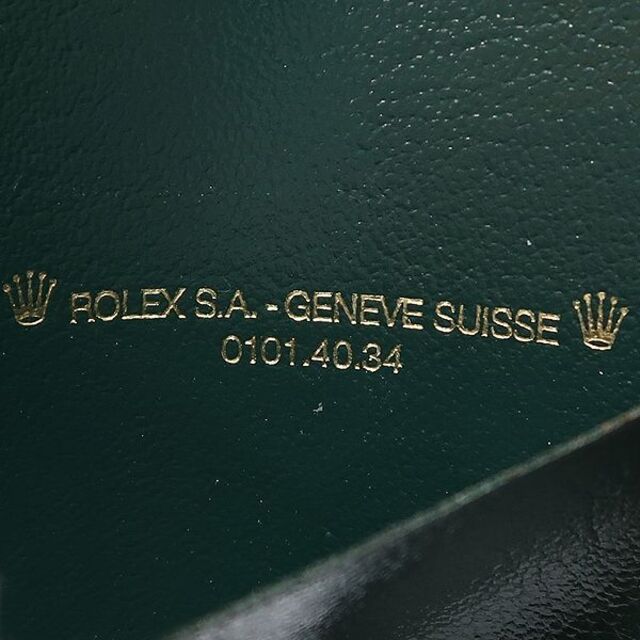 ROLEX S.A. - GENEVE SUISSE
0101.40.34